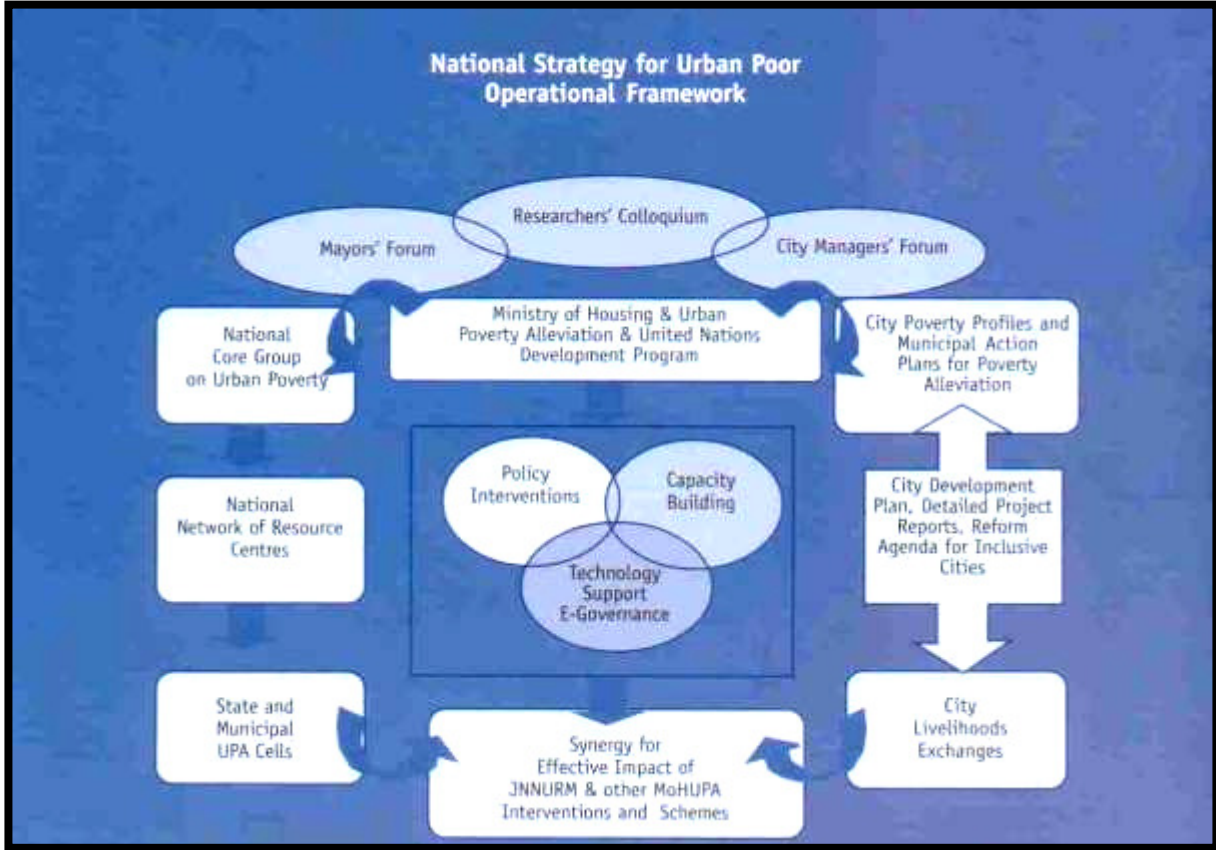 National Strategy for Urban Poor
Operational Framework
Researchers' Colloquium
Mayors' Forum
City Managers' Forum
National
Core Group
on Urban Poverty
Ministry of Housing & Urban
Poverty Alleviation & United Nations
Development Program
City Poverty Profiles and
Municipal Action
Plans for Poverty
Alleviation
Policy
Interventions
Capacity
Building
Technology
Support
E-Governance
National
Network of Resource
Centres
City Development
Plan, Detailed Project
Reports, Reform
Agenda for Inclusive
Cities
State and
Municipal
UPA Cells
Synergy for
Effective Impact of
JNNURM & other MoHUPA
Interventions and Schemes
City
Livelihoods
Exchanges